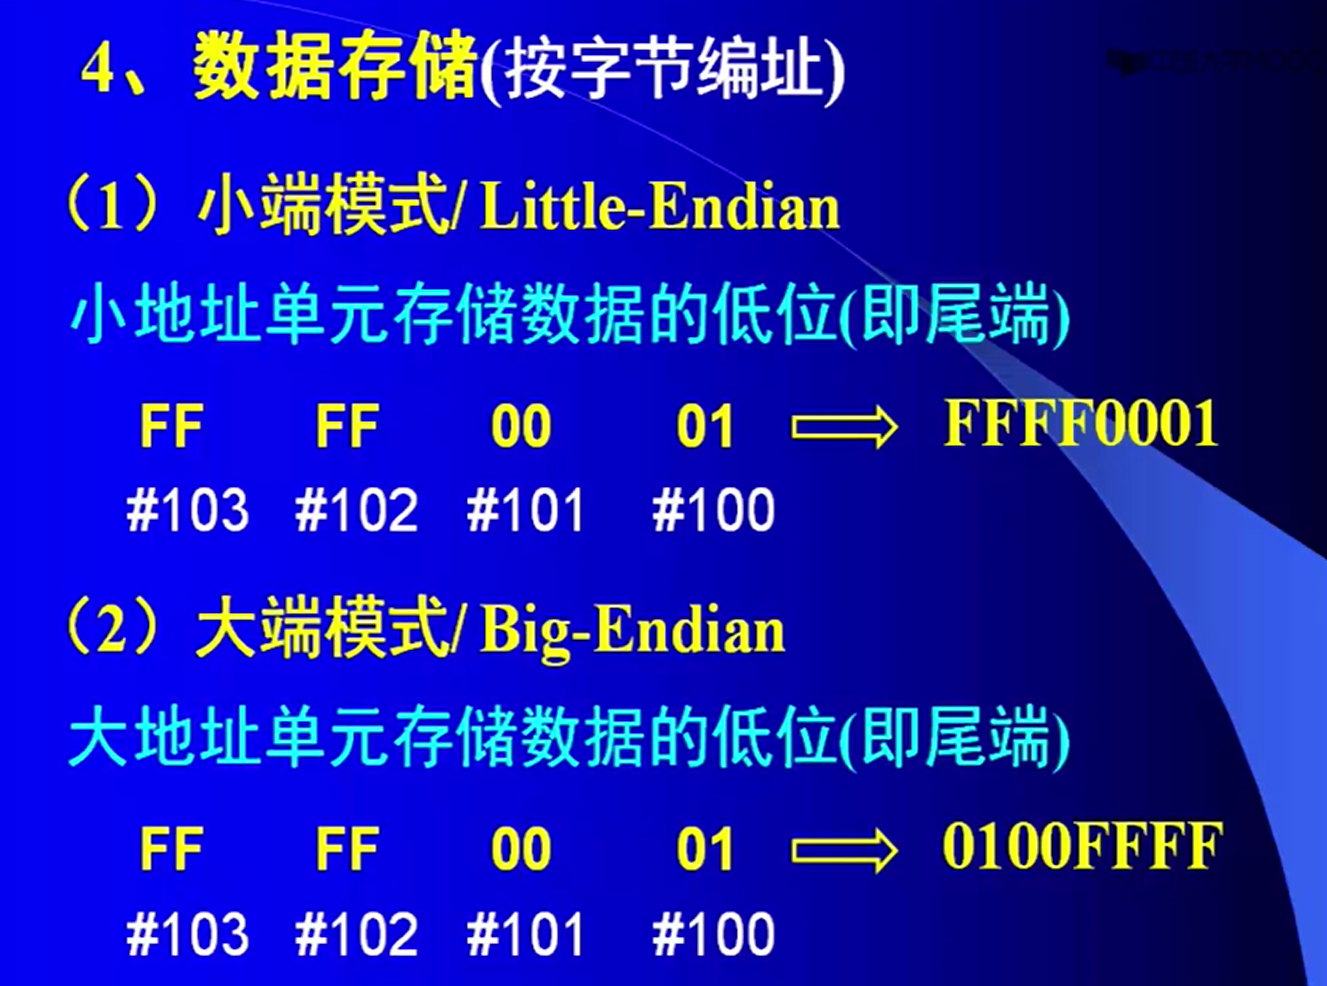 4、数据存储(按字节编址)
（1）小端模式/ Little-Endian
小地址单元存储数据的低位(即尾端)
FF FF 00 01 ⇒ FFFF0001
#103 #102 #101 #100
（2）大端模式/ Big-Endian
大地址单元存储数据的低位(即尾端)
FF FF 00 01 ⇒ 0100FFFF
#103 #102 #101 #100